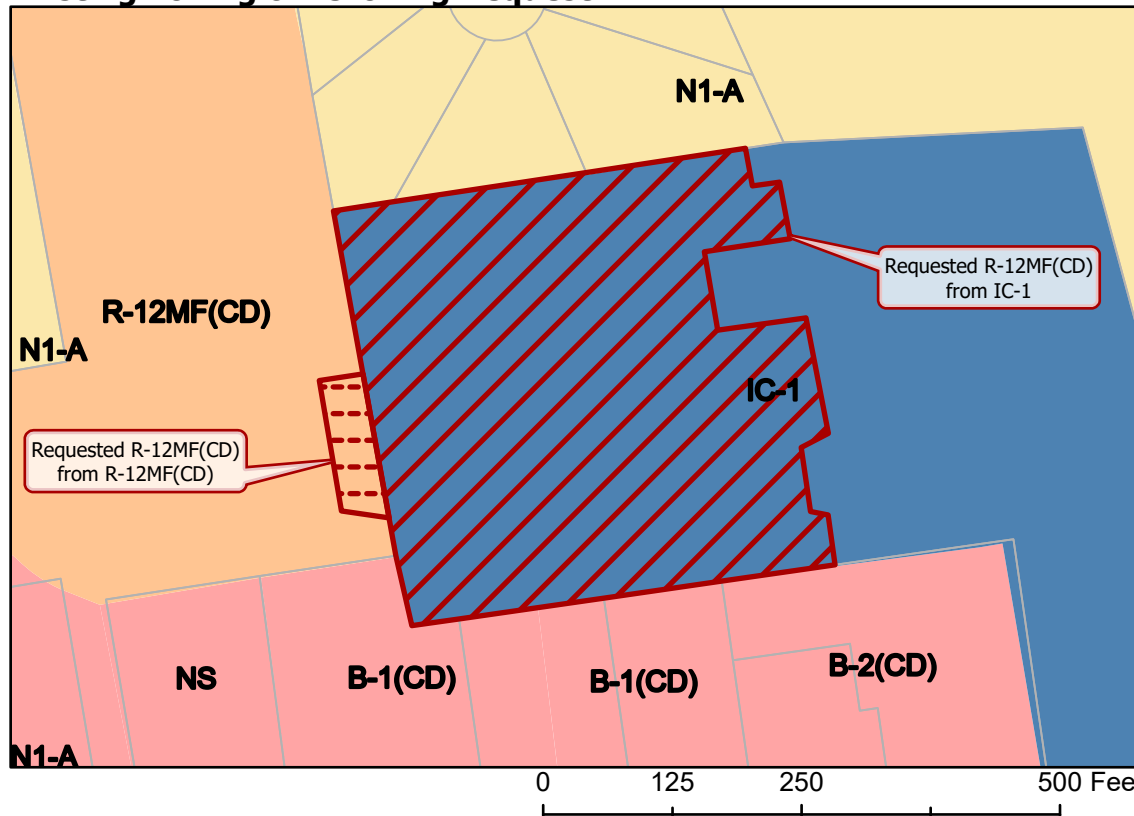 N1-A
Requested R-12MF(CD)
from IC-1
R-12MF(CD)
N1-A
IC-1
Requested R-12MF(CD)
from R-12MF(CD)
NS
B-1(CD)
B-1(CD)
B-2(CD)
N1-A
0 125 250 500 Fee